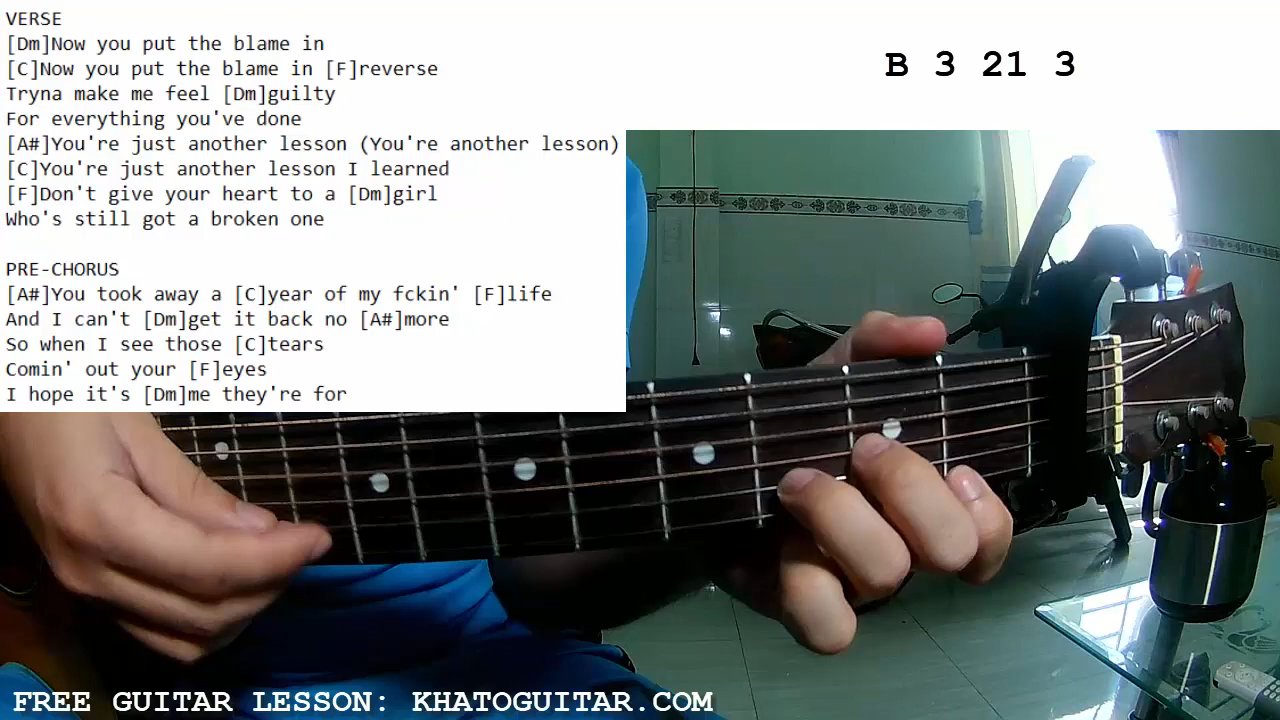 VERSE
[Dm]Now you put the blame in
[C]Now you put the blame in [F]reverse
Tryna make me feel [Dm]guilty
For everything you've done
[A#]You're just another lesson (You're another lesson)
[C]You're just another lesson I learned
[F]Don't give your heart to a [Dm]girl
Who's still got a broken one
PRE-CHORUS
[A#]You took away a [C]year of my fckin' [F]life
And I can't [Dm]get it back no [A#]more
So when I see those [C]tears
Comin' out your [F]eyes
I hope it's [Dm]me they're for
B 3 21 3
FREE GUITAR LESSON: KHATOGUITAR.COM